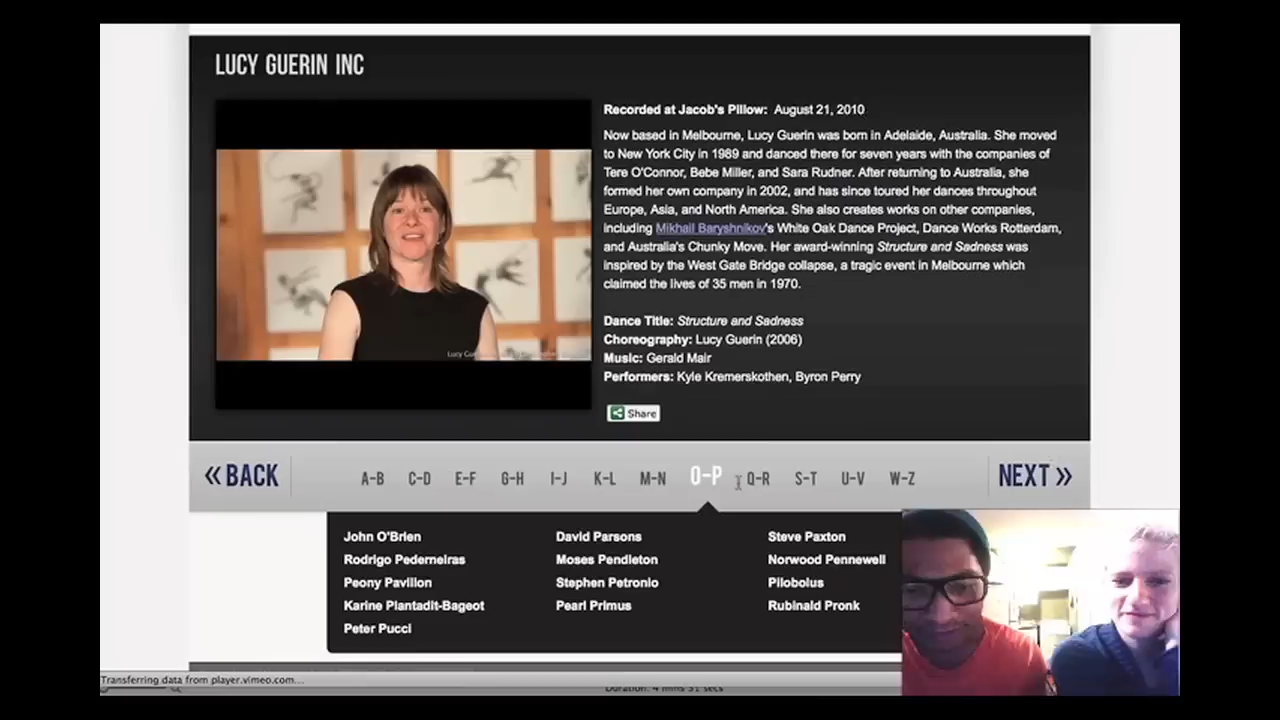 LUCY GUERIN INC
Recorded at Jacob's Pillow: August 21, 2010
Now based in Melbourne, Lucy Guerin was born in Adelaide, Australia. She moved
to New York City in 1989 and danced there for seven years with the companies of
Tere O'Connor, Bebe Miller, and Sara Rudner. After returning to Australia, she
formed her own company in 2002, and has since toured her dances throughout
Europe, Asia, and North America. She also creates works on other companies,
including Mikhail Baryshnikov's White Oak Dance Project, Dance Works Rotterdam,
and Australia's Chunky Move. Her award-winning Structure and Sadness was
inspired by the West Gate Bridge collapse, a tragic event in Melbourne which
claimed the lives of 35 men in 1970.
Dance Title: Structure and Sadness
Choreography: Lucy Guerin (2006)
Music: Gerald Mair
Performers: Kyle Kremerskothen, Byron Perry
Share
« BACK A-B C-D E-F G-H I-J K-L M-N O-P Q-R S-T U-V W-Z NEXT »
John O'Brien David Parsons Steve Paxton
Rodrigo Pederneiras Moses Pendleton Norwood Pennewell
Peony Pavilion Stephen Petronio Pilobolus
Karine Plantadit-Bageot Pearl Primus Rubinald Pronk
Peter Pucci
Transferring data from player.vimeo.com...
Duration: 4 mins 31 secs